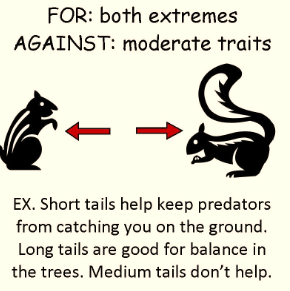 FOR: both extremes
AGAINST: moderate traits
EX. Short tails help keep predators
from catching you on the ground.
Long tails are good for balance in
the trees. Medium tails don't help.